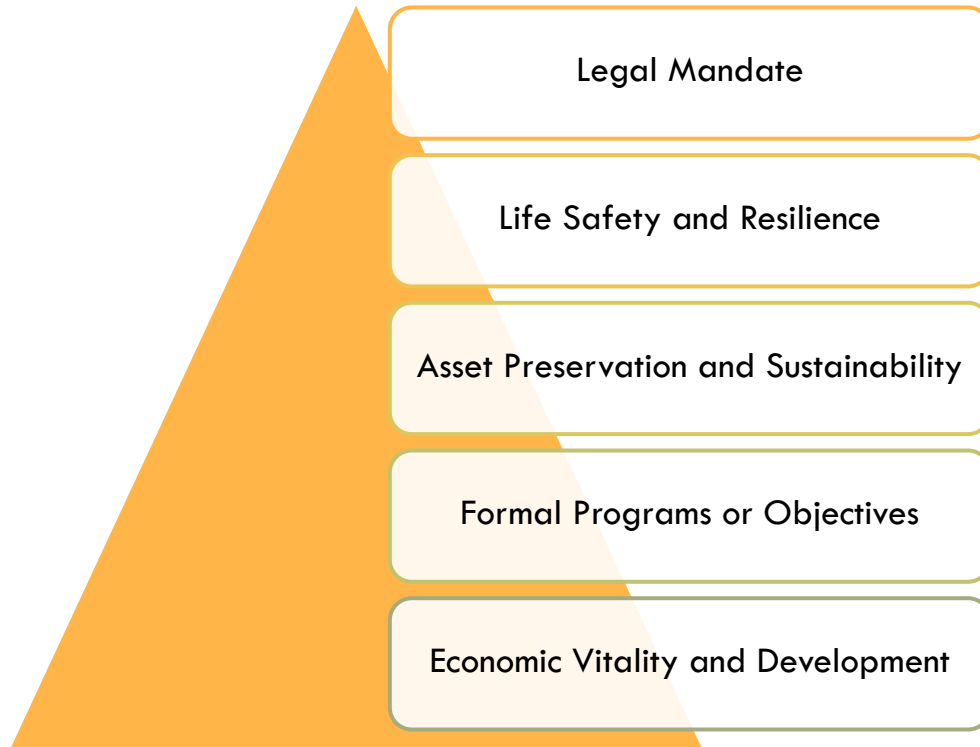 Legal Mandate
Life Safety and Resilience
Asset Preservation and Sustainability
Formal Programs or Objectives
Economic Vitality and Development